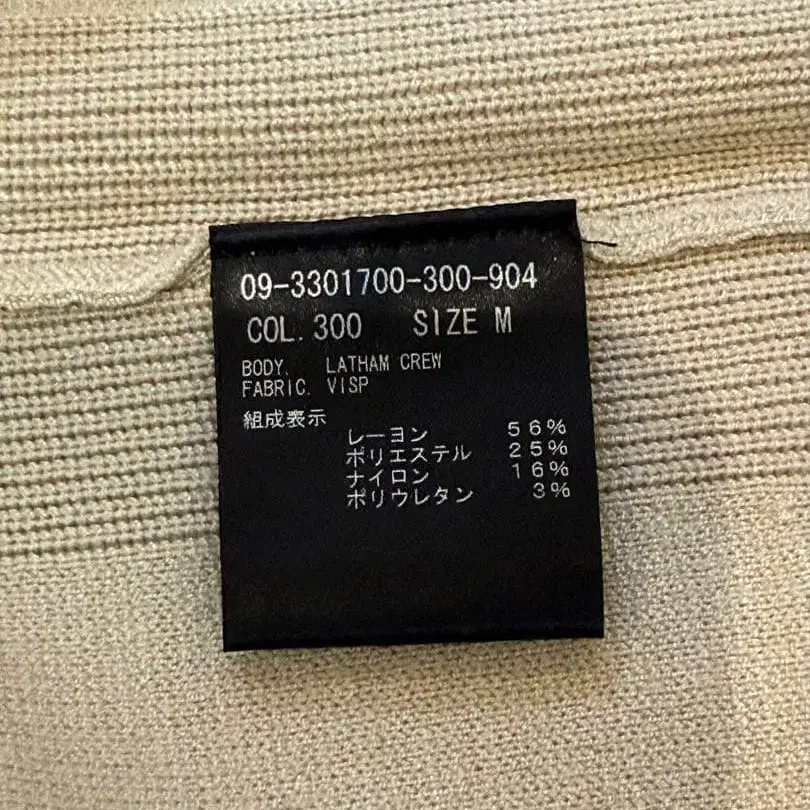 09-3301700-300-904
COL.300 SIZE M
BODY. LATHAM CREW
FABRIC. VISP
組成表示
レーヨン 56%
ポリエステル 25%
ナイロン 16%
ポリウレタン 3%